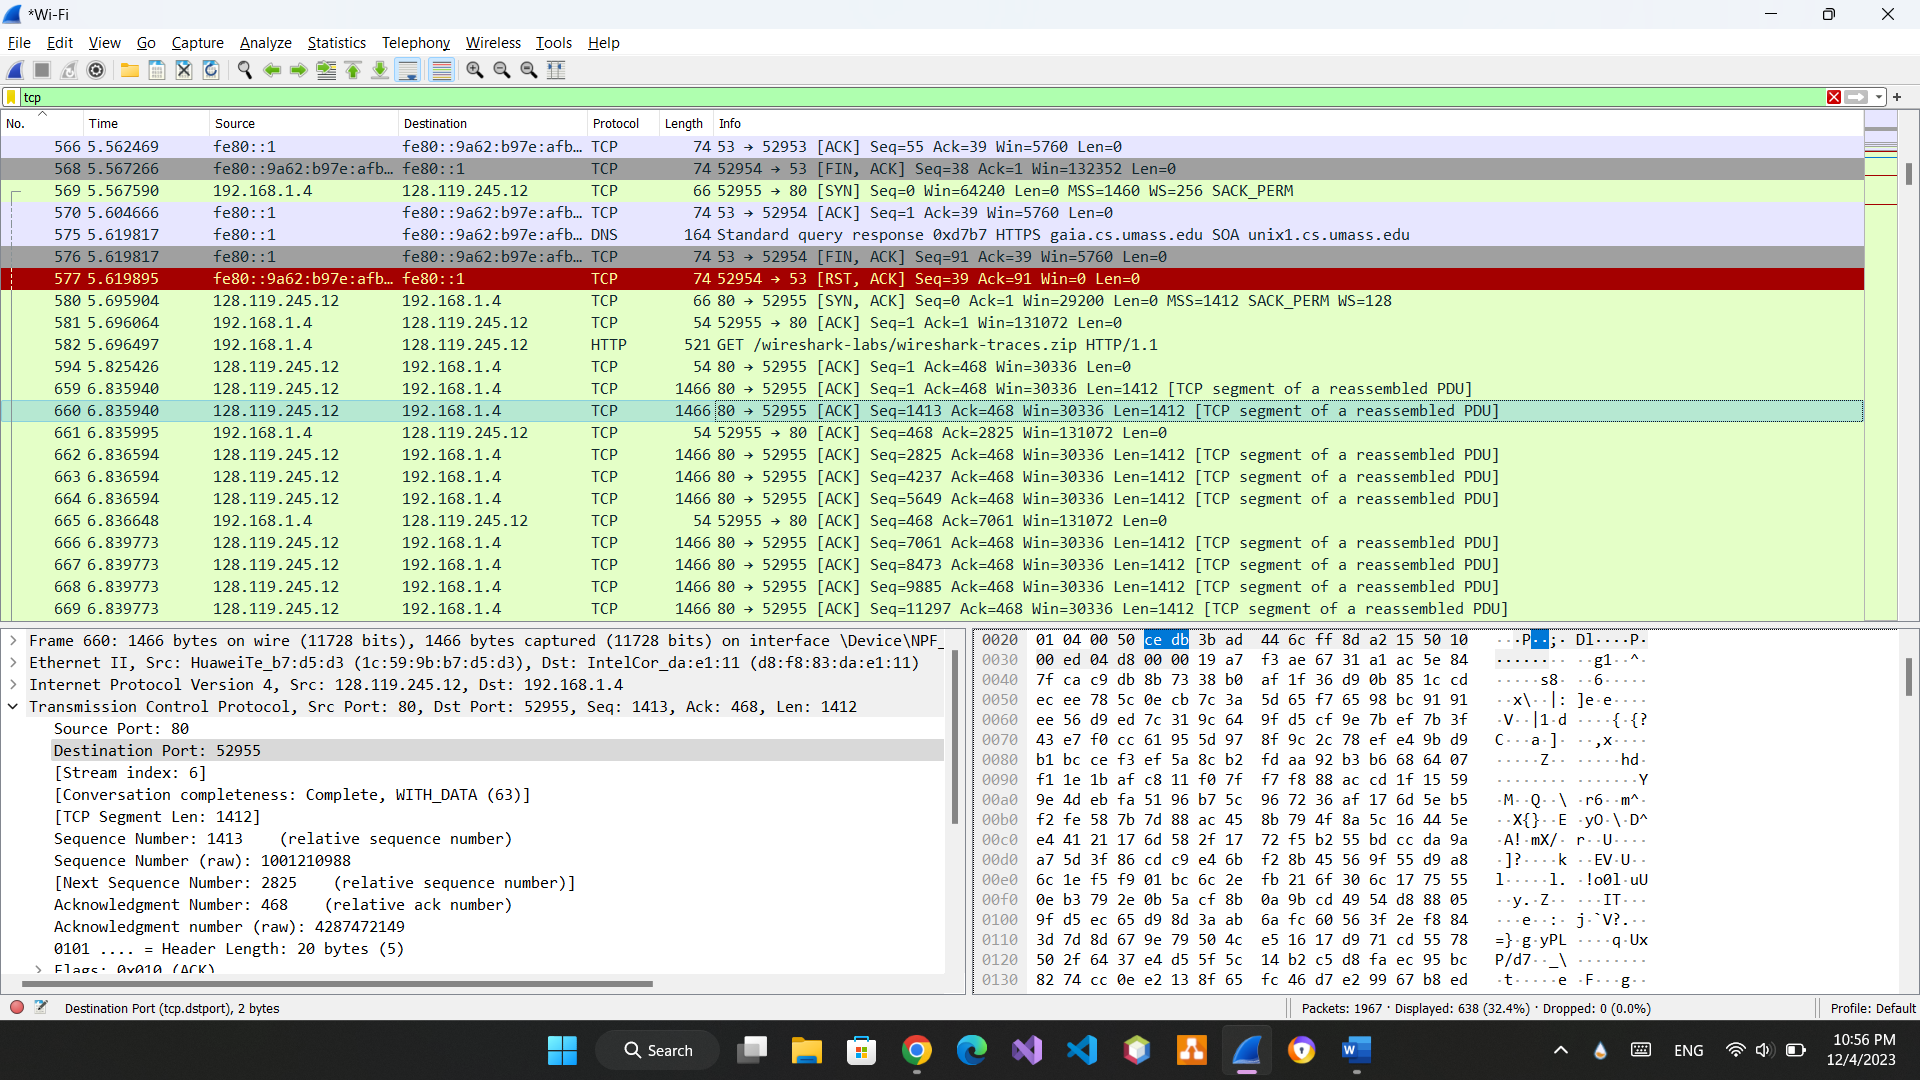 *Wi-Fi
File Edit View Go Capture Analyze Statistics Telephony Wireless Tools Help
tcp
No. Time Source Destination Protocol Length Info
566 5.562469 fe80::1 fe80::9a62:b97e:afb… TCP 74 53 → 52953 [ACK] Seq=55 Ack=39 Win=5760 Len=0
568 5.567266 fe80::9a62:b97e:afb… fe80::1 TCP 74 52954 → 53 [FIN, ACK] Seq=38 Ack=1 Win=132352 Len=0
569 5.567590 192.168.1.4 128.119.245.12 TCP 66 52955 → 80 [SYN] Seq=0 Win=64240 Len=0 MSS=1460 WS=256 SACK_PERM
570 5.604666 fe80::1 fe80::9a62:b97e:afb… TCP 74 53 → 52954 [ACK] Seq=1 Ack=39 Win=5760 Len=0
575 5.619817 fe80::1 fe80::9a62:b97e:afb… DNS 164 Standard query response 0xd7b7 HTTPS gaia.cs.umass.edu SOA unix1.cs.umass.edu
576 5.619817 fe80::1 fe80::9a62:b97e:afb… TCP 74 53 → 52954 [FIN, ACK] Seq=91 Ack=39 Win=5760 Len=0
577 5.619895 fe80::9a62:b97e:afb… fe80::1 TCP 74 52954 → 53 [RST, ACK] Seq=39 Ack=91 Win=0 Len=0
580 5.695904 128.119.245.12 192.168.1.4 TCP 66 80 → 52955 [SYN, ACK] Seq=0 Ack=1 Win=29200 Len=0 MSS=1412 SACK_PERM WS=128
581 5.696064 192.168.1.4 128.119.245.12 TCP 54 52955 → 80 [ACK] Seq=1 Ack=1 Win=131072 Len=0
582 5.696497 192.168.1.4 128.119.245.12 HTTP 521 GET /wireshark-labs/wireshark-traces.zip HTTP/1.1
594 5.825426 128.119.245.12 192.168.1.4 TCP 54 80 → 52955 [ACK] Seq=1 Ack=468 Win=30336 Len=0
659 6.835940 128.119.245.12 192.168.1.4 TCP 1466 80 → 52955 [ACK] Seq=1 Ack=468 Win=30336 Len=1412 [TCP segment of a reassembled PDU]
660 6.835940 128.119.245.12 192.168.1.4 TCP 1466 80 → 52955 [ACK] Seq=1413 Ack=468 Win=30336 Len=1412 [TCP segment of a reassembled PDU]
661 6.835995 192.168.1.4 128.119.245.12 TCP 54 52955 → 80 [ACK] Seq=468 Ack=2825 Win=131072 Len=0
662 6.836594 128.119.245.12 192.168.1.4 TCP 1466 80 → 52955 [ACK] Seq=2825 Ack=468 Win=30336 Len=1412 [TCP segment of a reassembled PDU]
663 6.836594 128.119.245.12 192.168.1.4 TCP 1466 80 → 52955 [ACK] Seq=4237 Ack=468 Win=30336 Len=1412 [TCP segment of a reassembled PDU]
664 6.836594 128.119.245.12 192.168.1.4 TCP 1466 80 → 52955 [ACK] Seq=5649 Ack=468 Win=30336 Len=1412 [TCP segment of a reassembled PDU]
665 6.836648 192.168.1.4 128.119.245.12 TCP 54 52955 → 80 [ACK] Seq=468 Ack=7061 Win=131072 Len=0
666 6.839773 128.119.245.12 192.168.1.4 TCP 1466 80 → 52955 [ACK] Seq=7061 Ack=468 Win=30336 Len=1412 [TCP segment of a reassembled PDU]
667 6.839773 128.119.245.12 192.168.1.4 TCP 1466 80 → 52955 [ACK] Seq=8473 Ack=468 Win=30336 Len=1412 [TCP segment of a reassembled PDU]
668 6.839773 128.119.245.12 192.168.1.4 TCP 1466 80 → 52955 [ACK] Seq=9885 Ack=468 Win=30336 Len=1412 [TCP segment of a reassembled PDU]
669 6.839773 128.119.245.12 192.168.1.4 TCP 1466 80 → 52955 [ACK] Seq=11297 Ack=468 Win=30336 Len=1412 [TCP segment of a reassembled PDU]
Frame 660: 1466 bytes on wire (11728 bits), 1466 bytes captured (11728 bits) on interface \Device\NPF_
Ethernet II, Src: HuaweiTe_b7:d5:d3 (1c:59:9b:b7:d5:d3), Dst: IntelCor_da:e1:11 (d8:f8:83:da:e1:11)
Internet Protocol Version 4, Src: 128.119.245.12, Dst: 192.168.1.4
Transmission Control Protocol, Src Port: 80, Dst Port: 52955, Seq: 1413, Ack: 468, Len: 1412
Source Port: 80
Destination Port: 52955
[Stream index: 6]
[Conversation completeness: Complete, WITH_DATA (63)]
[TCP Segment Len: 1412]
Sequence Number: 1413 (relative sequence number)
Sequence Number (raw): 1001210988
[Next Sequence Number: 2825 (relative sequence number)]
Acknowledgment Number: 468 (relative ack number)
Acknowledgment number (raw): 4287472149
0101 .... = Header Length: 20 bytes (5)
Flags: 0x010 (ACK)
0020 01 04 00 50 ce db 3b ad 44 6c ff 8d a2 15 50 10 ···P··;· Dl····P·
0030 00 ed 04 d8 00 00 19 a7 f3 ae 67 31 a1 ac 5e 84 ········ ··g1··^·
0040 7f ca c9 db 8b 73 38 b0 af 1f 36 d9 0b 85 1c cd ·····s8· ··6·····
0050 ec ee 78 5c 0e cb 7c 3a 5d 65 f7 65 98 bc 91 91 ··x\··|: ]e·e····
0060 ee 56 d9 ed 7c 31 9c 64 9f d5 cf 9e 7b ef 7b 3f ·V··|1·d ····{·{?
0070 43 e7 f0 cc 61 95 5d 97 8f 9c 2c 78 ef e4 9b d9 C···a·]· ··,x····
0080 b1 bc ce f3 ef 5a 8c b2 fd aa 92 b3 b6 68 64 07 ·····Z·· ·····hd·
0090 f1 1e 1b af c8 11 f0 7f f7 f8 88 ac cd 1f 15 59 ········ ·······Y
00a0 9e 4d eb fa 51 96 b7 5c 96 72 36 af 17 6d 5e b5 ·M··Q··\ ·r6··m^·
00b0 f2 fe 58 7b 7d 88 ac 45 8b 79 4f 8a 5c 16 44 5e ··X{}··E ·yO·\·D^
00c0 e4 41 21 17 6d 58 2f 17 72 f5 b2 55 bd cc da 9a ·A!·mX/· r··U····
00d0 a7 5d 3f 86 cd c9 e4 6b f2 8b 45 56 9f 55 d9 a8 ·]?····k ··EV·U··
00e0 6c 1e f5 f9 01 bc 6c 2e fb 21 6f 30 6c 17 75 55 l·····l. ·!o0l·uU
00f0 0e b3 79 2e 0b 5a cf 8b 0a 9b cd 49 54 d8 88 05 ··y.·Z·· ···IT···
0100 9f d5 ec 65 d9 8d 3a ab 6a fc 60 56 3f 2e f8 84 ···e··:· j·`V?.··
0110 3d 7d 8d 67 9e 79 50 4c e5 16 17 d9 71 cd 55 78 =}·g·yPL ····q·Ux
0120 50 2f 64 37 e4 d5 5f 5c 14 b2 c5 d8 fa ec 95 bc P/d7··_\ ········
0130 82 74 cc 0e e2 13 8f 65 fc 46 d7 e2 99 67 b8 ed ·t·····e ·F···g··
Destination Port (tcp.dstport), 2 bytes
Packets: 1967 · Displayed: 638 (32.4%) · Dropped: 0 (0.0%)
Profile: Default
Search
ENG
10:56 PM
12/4/2023